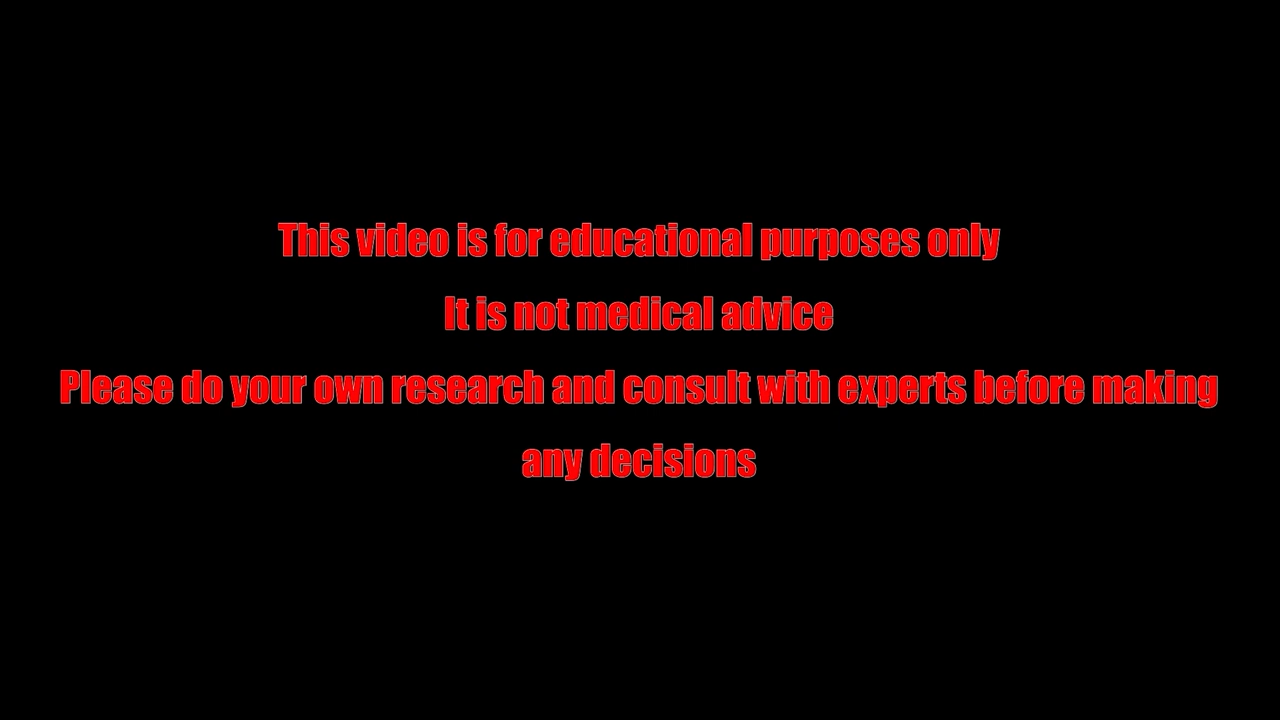 This video is for educational purposes only
It is not medical advice
Please do your own research and consult with experts before making
any decisions